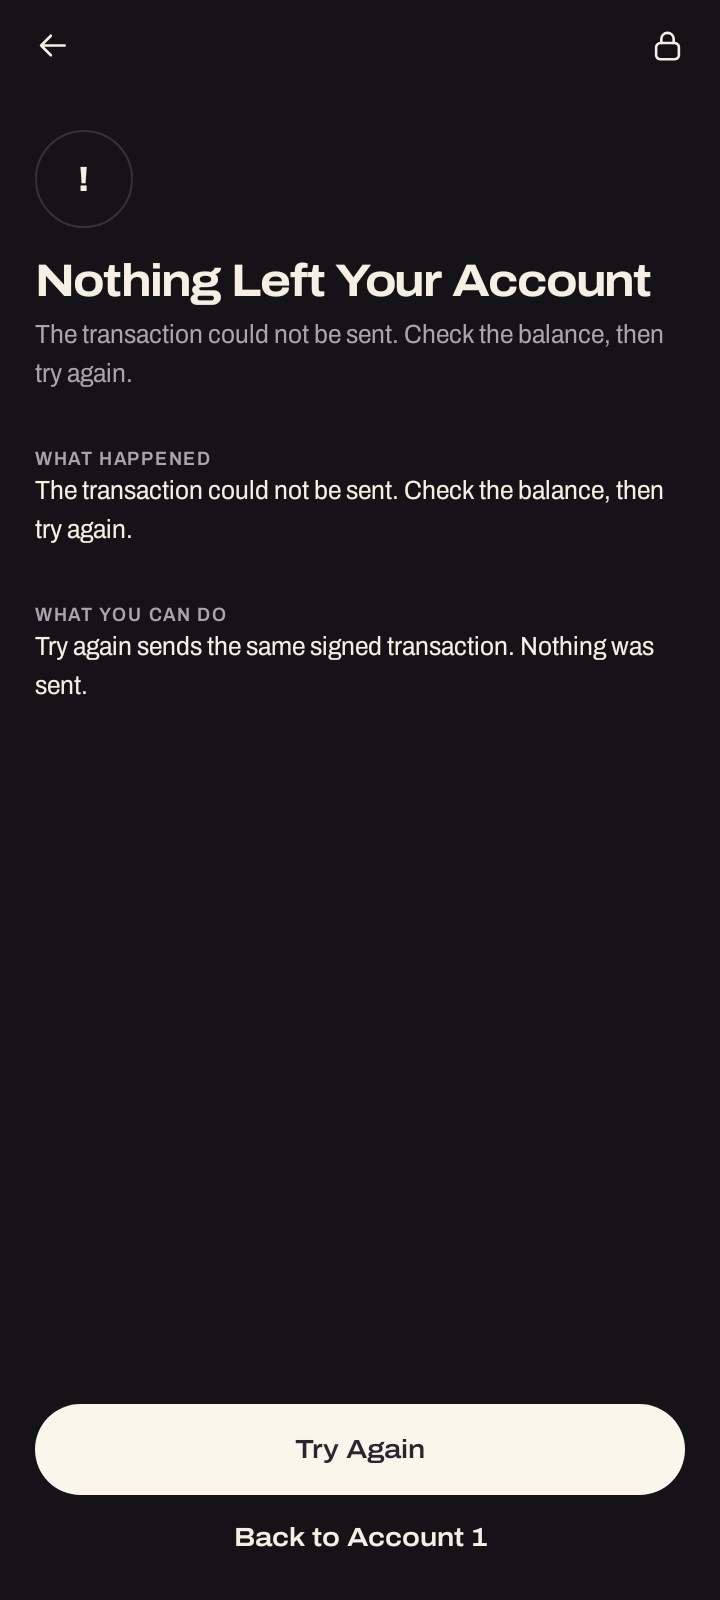 !
Nothing Left Your Account
The transaction could not be sent. Check the balance, then
try again.
WHAT HAPPENED
The transaction could not be sent. Check the balance, then
try again.
WHAT YOU CAN DO
Try again sends the same signed transaction. Nothing was
sent.
Try Again
Back to Account 1